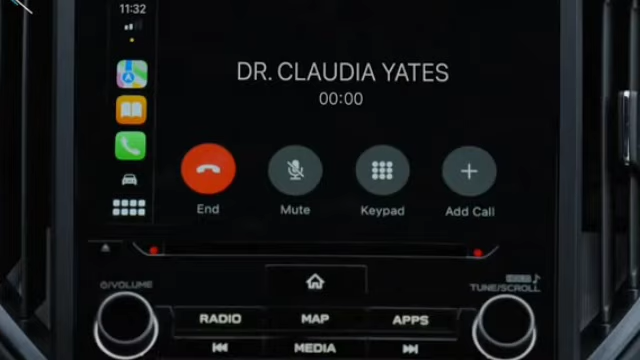 11:32
DR. CLAUDIA YATES
00:00
End
Mute
Keypad
Add Call
VOLUME
HOLD
TUNE/SCROLL
RADIO
MAP
APPS
MEDIA